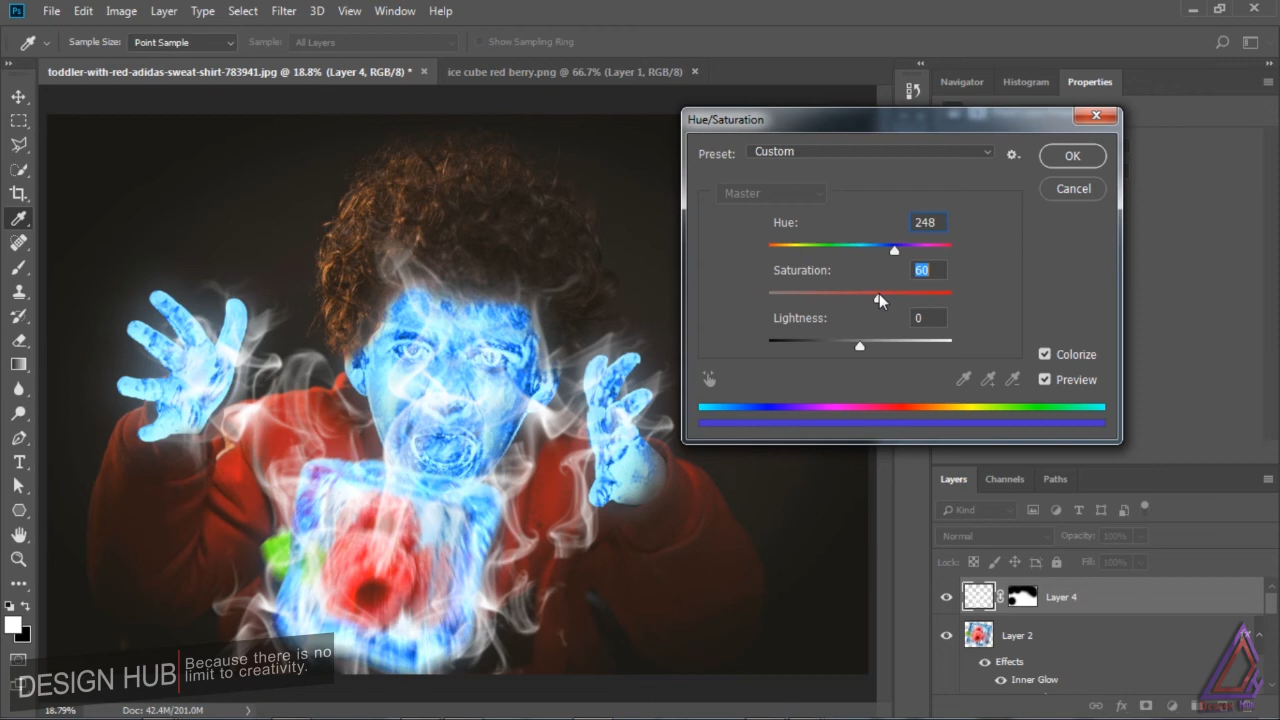 Ps File Edit Image Layer Type Select Filter 3D View Window Help
Sample Size: Point Sample Sample: All Layers Show Sampling Ring
toddler-with-red-adidas-sweat-shirt-783941.jpg @ 18.8% (Layer 4, RGB/8) * × ice cube red berry.png @ 66.7% (Layer 1, RGB/8) ×
Navigator Histogram Properties
Hue/Saturation
Preset: Custom
OK
Cancel
Master
Hue: 248
Saturation: 60
Lightness: 0
Colorize
Preview
Layers Channels Paths
Kind
Normal Opacity: 100%
Lock: Fill: 100%
Layer 4
Layer 2
Effects
Inner Glow
DESIGN HUB
Because there is no
limit to creativity.
18.79% Doc: 42.4M/201.0M